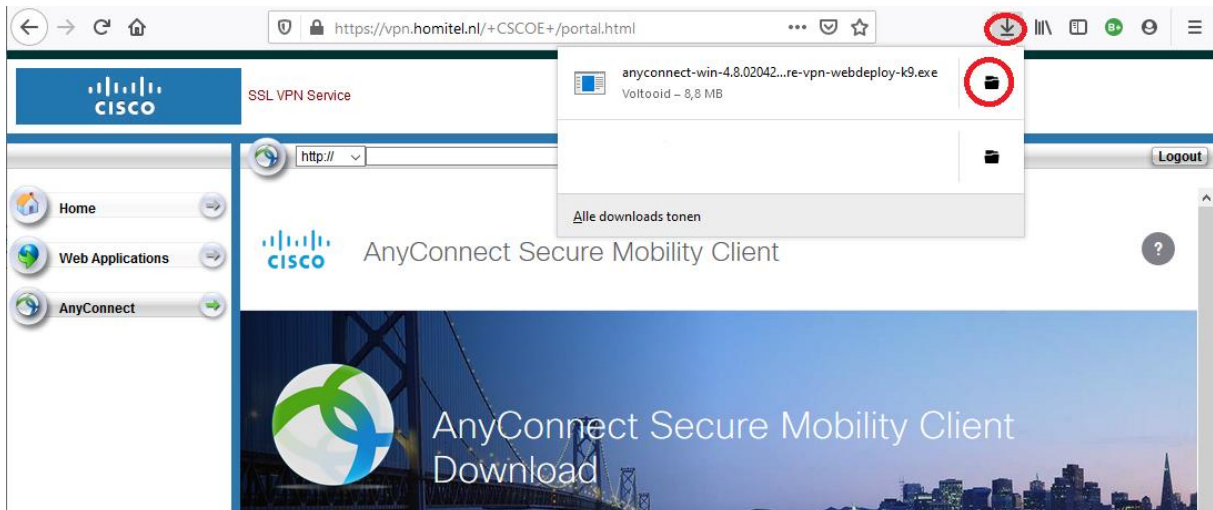 https://vpn.homitel.nl/+CSCOE+/portal.html
B+
anyconnect-win-4.8.02042...re-vpn-webdeploy-k9.exe
Voltooid – 8,8 MB
Alle downloads tonen
CISCO
SSL VPN Service
http://
Logout
Home
Web Applications
AnyConnect
CISCO
AnyConnect Secure Mobility Client
?
AnyConnect Secure Mobility Client
Download